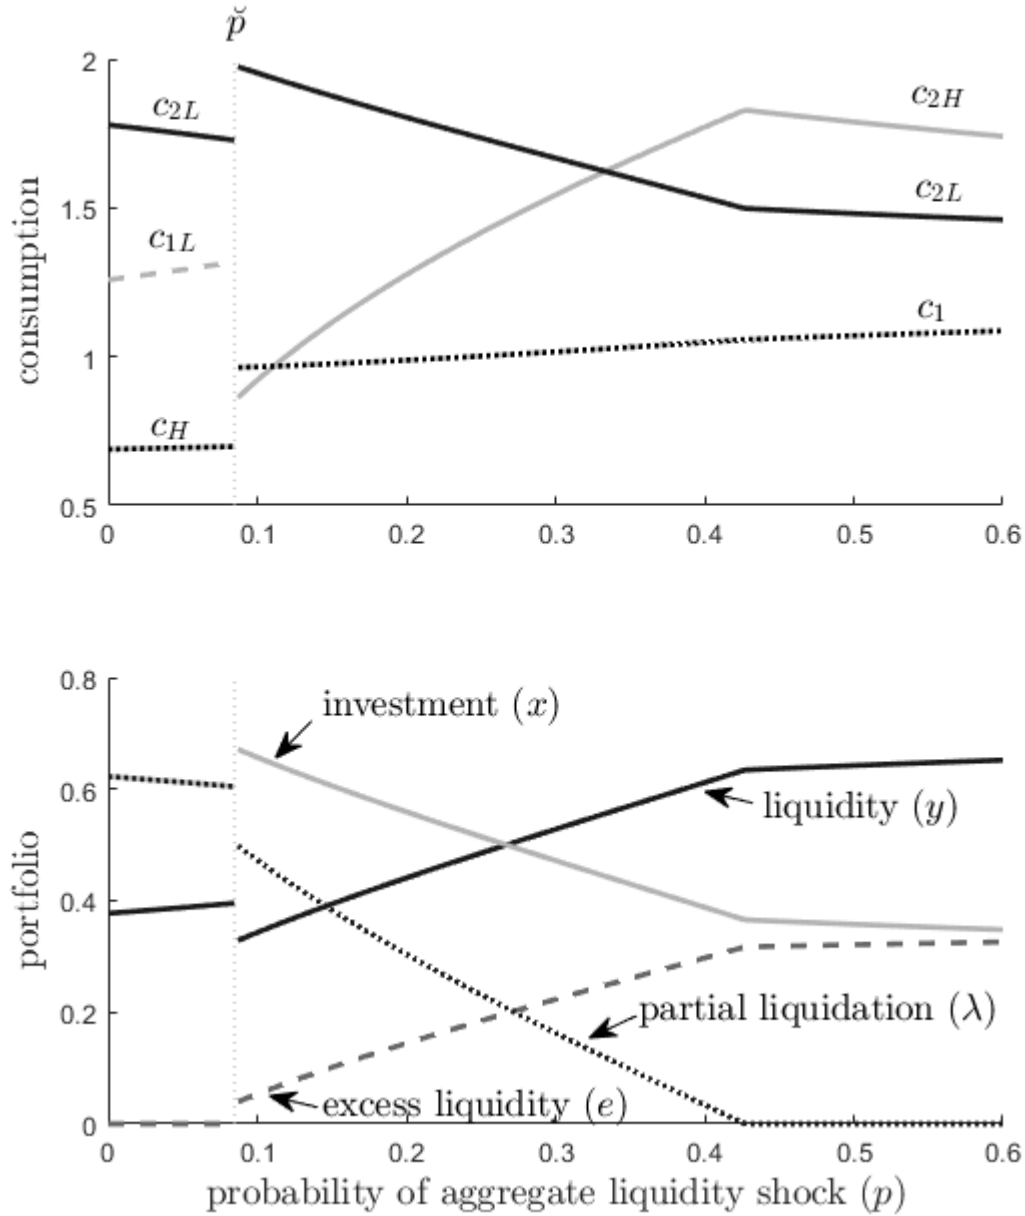 p̆
2
c2L
c2H
c2L
1.5
c1L
c1
1
cH
0.5
consumption
0 0.1 0.2 0.3 0.4 0.5 0.6
0.8
investment (x)
0.6
liquidity (y)
0.4
portfolio
0.2
partial liquidation (λ)
excess liquidity (e)
0
0 0.1 0.2 0.3 0.4 0.5 0.6
probability of aggregate liquidity shock (p)